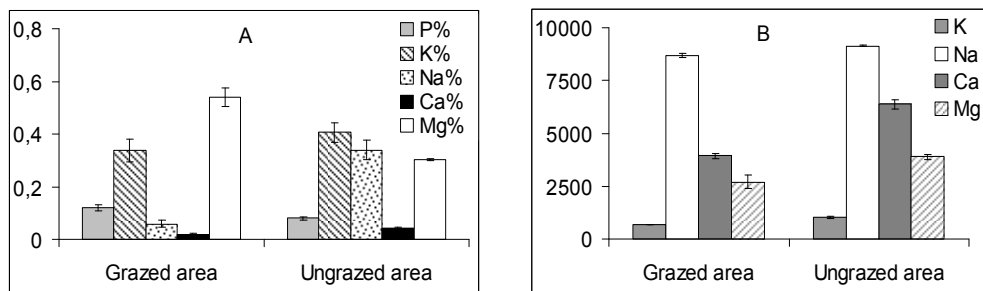 A
0,8
0,6
0,4
0,2
0
P%
K%
Na%
Ca%
Mg%
Grazed area
Ungrazed area
B
10000
7500
5000
2500
0
K
Na
Ca
Mg
Grazed area
Ungrazed area